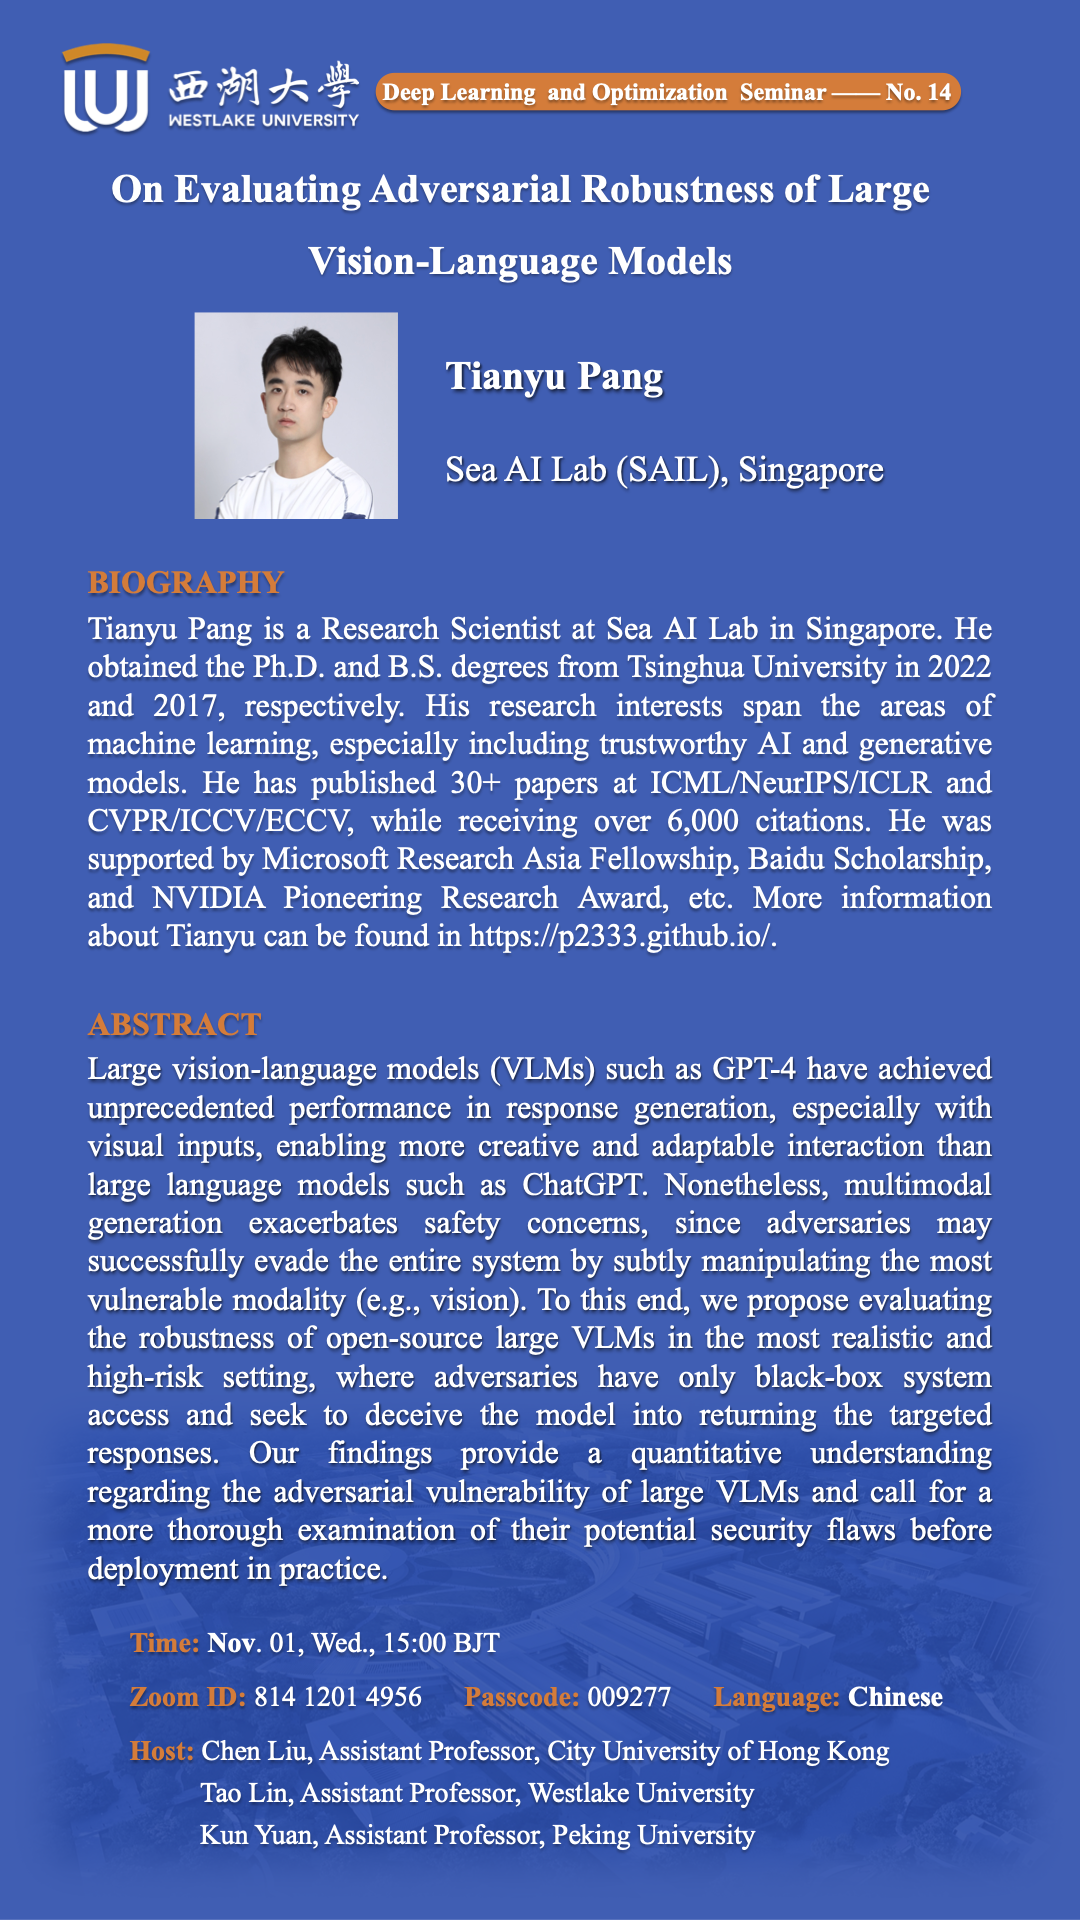 西湖大學
WESTLAKE UNIVERSITY
Deep Learning and Optimization Seminar —— No. 14
On Evaluating Adversarial Robustness of Large
Vision-Language Models
Tianyu Pang
Sea AI Lab (SAIL), Singapore
BIOGRAPHY
Tianyu Pang is a Research Scientist at Sea AI Lab in Singapore. He
obtained the Ph.D. and B.S. degrees from Tsinghua University in 2022
and 2017, respectively. His research interests span the areas of
machine learning, especially including trustworthy AI and generative
models. He has published 30+ papers at ICML/NeurIPS/ICLR and
CVPR/ICCV/ECCV, while receiving over 6,000 citations. He was
supported by Microsoft Research Asia Fellowship, Baidu Scholarship,
and NVIDIA Pioneering Research Award, etc. More information
about Tianyu can be found in https://p2333.github.io/.
ABSTRACT
Large vision-language models (VLMs) such as GPT-4 have achieved
unprecedented performance in response generation, especially with
visual inputs, enabling more creative and adaptable interaction than
large language models such as ChatGPT. Nonetheless, multimodal
generation exacerbates safety concerns, since adversaries may
successfully evade the entire system by subtly manipulating the most
vulnerable modality (e.g., vision). To this end, we propose evaluating
the robustness of open-source large VLMs in the most realistic and
high-risk setting, where adversaries have only black-box system
access and seek to deceive the model into returning the targeted
responses. Our findings provide a quantitative understanding
regarding the adversarial vulnerability of large VLMs and call for a
more thorough examination of their potential security flaws before
deployment in practice.
Time: Nov. 01, Wed., 15:00 BJT
Zoom ID: 814 1201 4956 Passcode: 009277 Language: Chinese
Host: Chen Liu, Assistant Professor, City University of Hong Kong
Tao Lin, Assistant Professor, Westlake University
Kun Yuan, Assistant Professor, Peking University